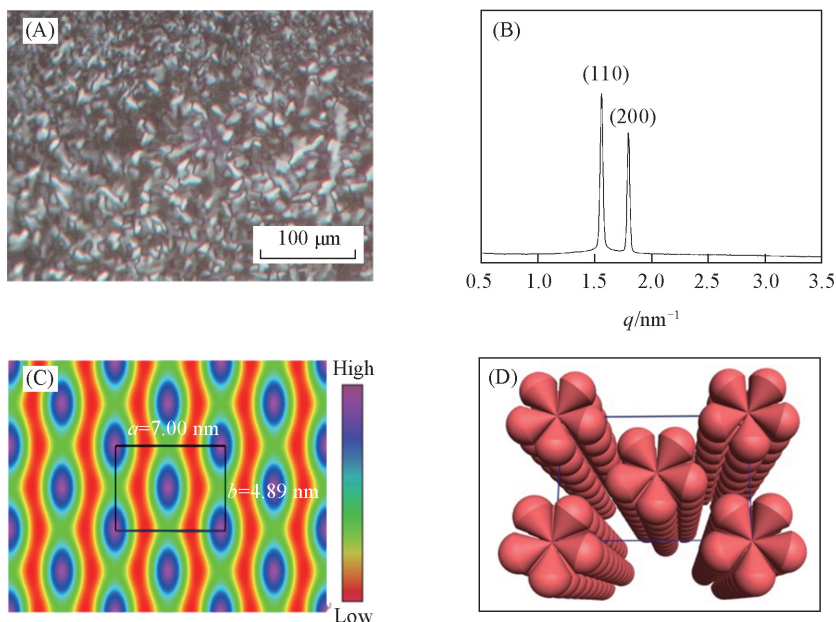 (A)
100 μm
(B)
(110)
(200)
0.5 1.0 1.5 2.0 2.5 3.0 3.5
q/nm⁻¹
(C)
a=7.00 nm
b=4.89 nm
High
Low
(D)